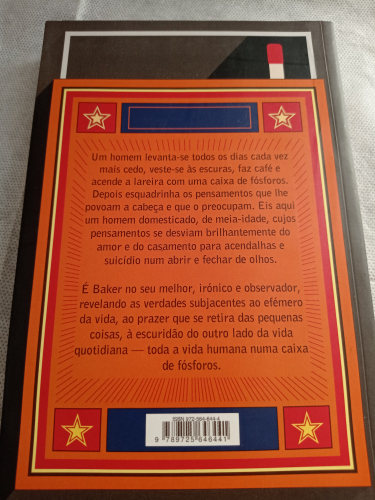 Um homem levanta-se todos os dias cada vez
mais cedo, veste-se às escuras, faz café e
acende a lareira com uma caixa de fósforos.
Depois esquadrinha os pensamentos que lhe
povoam a cabeça e que o preocupam. Eis aqui
um homem domesticado, de meia-idade, cujos
pensamentos se desviam brilhantemente do
amor e do casamento para acendalhas e
suicídio num abrir e fechar de olhos.
É Baker no seu melhor, irónico e observador,
revelando as verdades subjacentes ao efémero
da vida, ao prazer que se retira das pequenas
coisas, à escuridão do outro lado da vida
quotidiana — toda a vida humana numa caixa
de fósforos.
ISBN 972-564-644-4
9 789725 646441